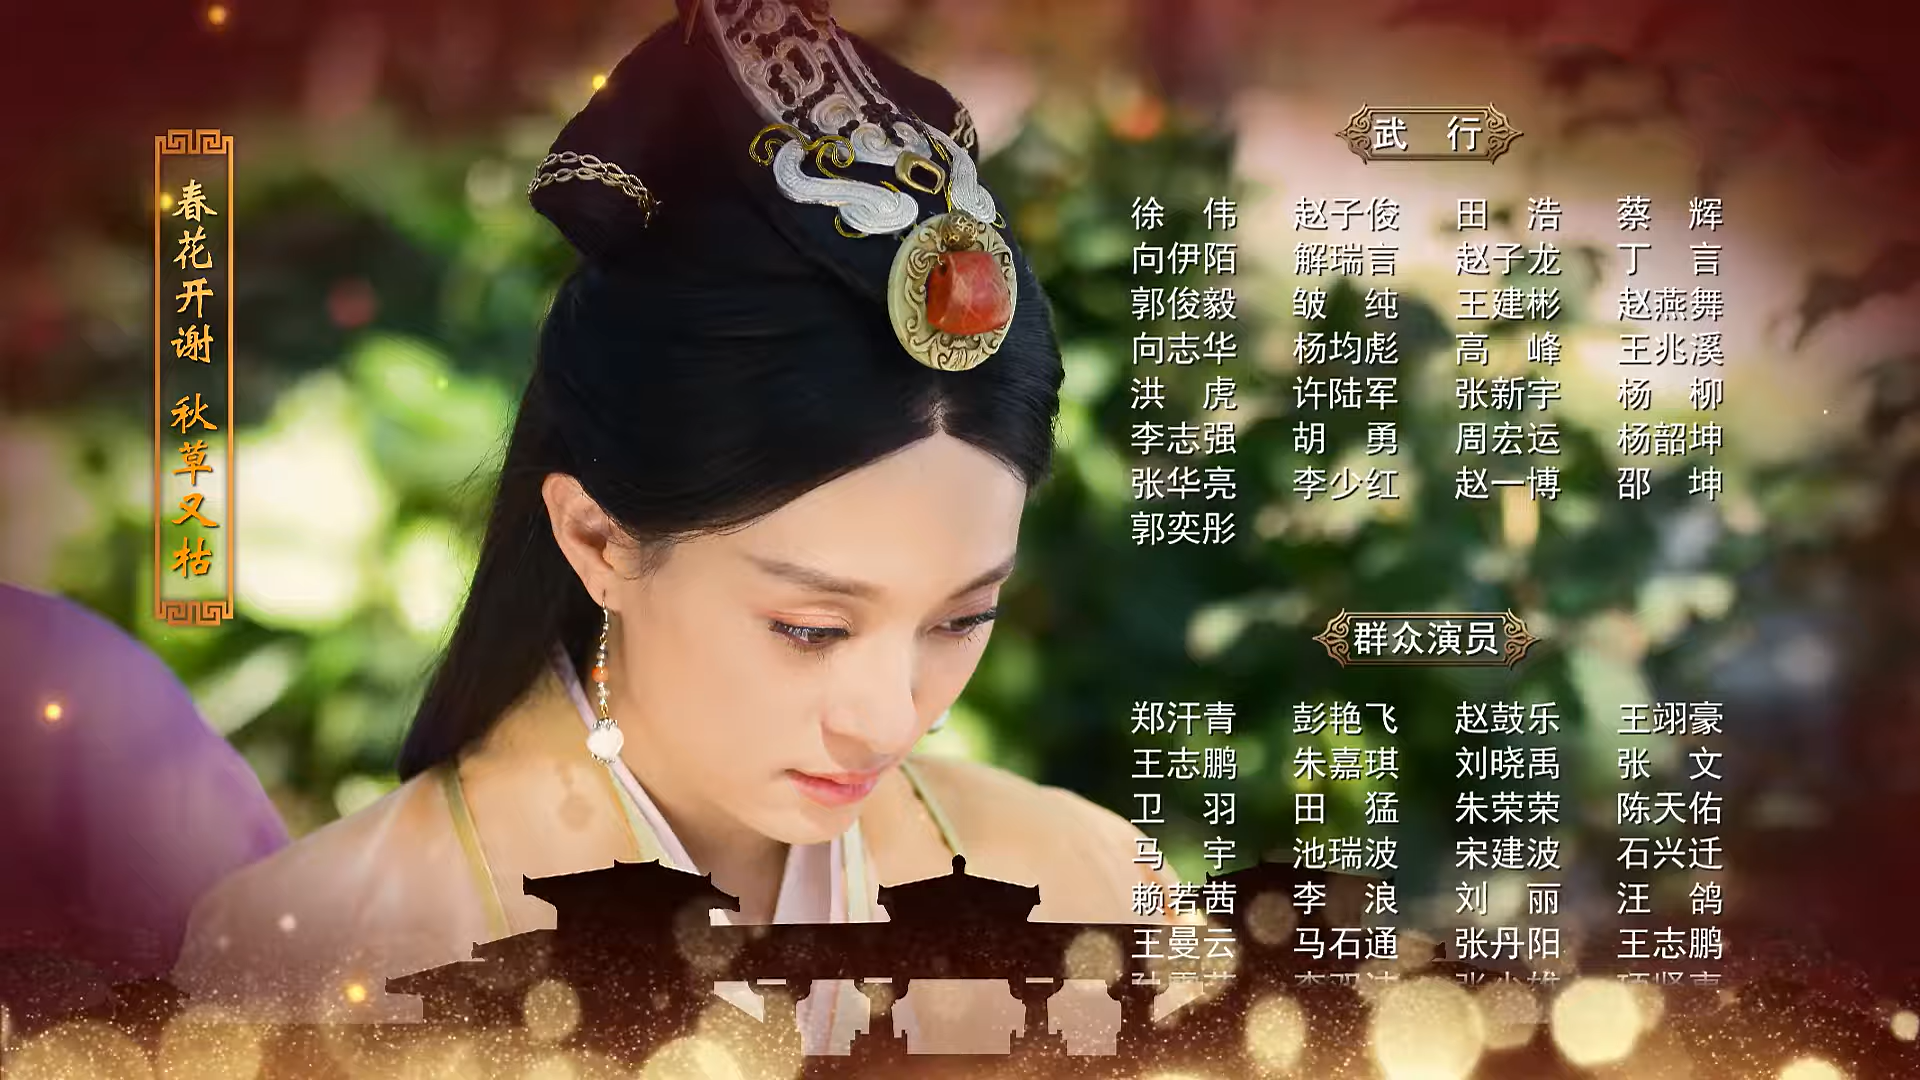 春花开谢 秋草又枯
武 行
徐 伟 赵子俊 田 浩 蔡 辉
向伊陌 解瑞言 赵子龙 丁 言
郭俊毅 皱 纯 王建彬 赵燕舞
向志华 杨均彪 高 峰 王兆溪
洪 虎 许陆军 张新宇 杨 柳
李志强 胡 勇 周宏运 杨韶坤
张华亮 李少红 赵一博 邵 坤
郭奕彤
群众演员
郑汗青 彭艳飞 赵鼓乐 王翊豪
王志鹏 朱嘉琪 刘晓禹 张 文
卫 羽 田 猛 朱荣荣 陈天佑
马 宇 池瑞波 宋建波 石兴迁
赖若茜 李 浪 刘 丽 汪 鸽
王曼云 马石通 张丹阳 王志鹏